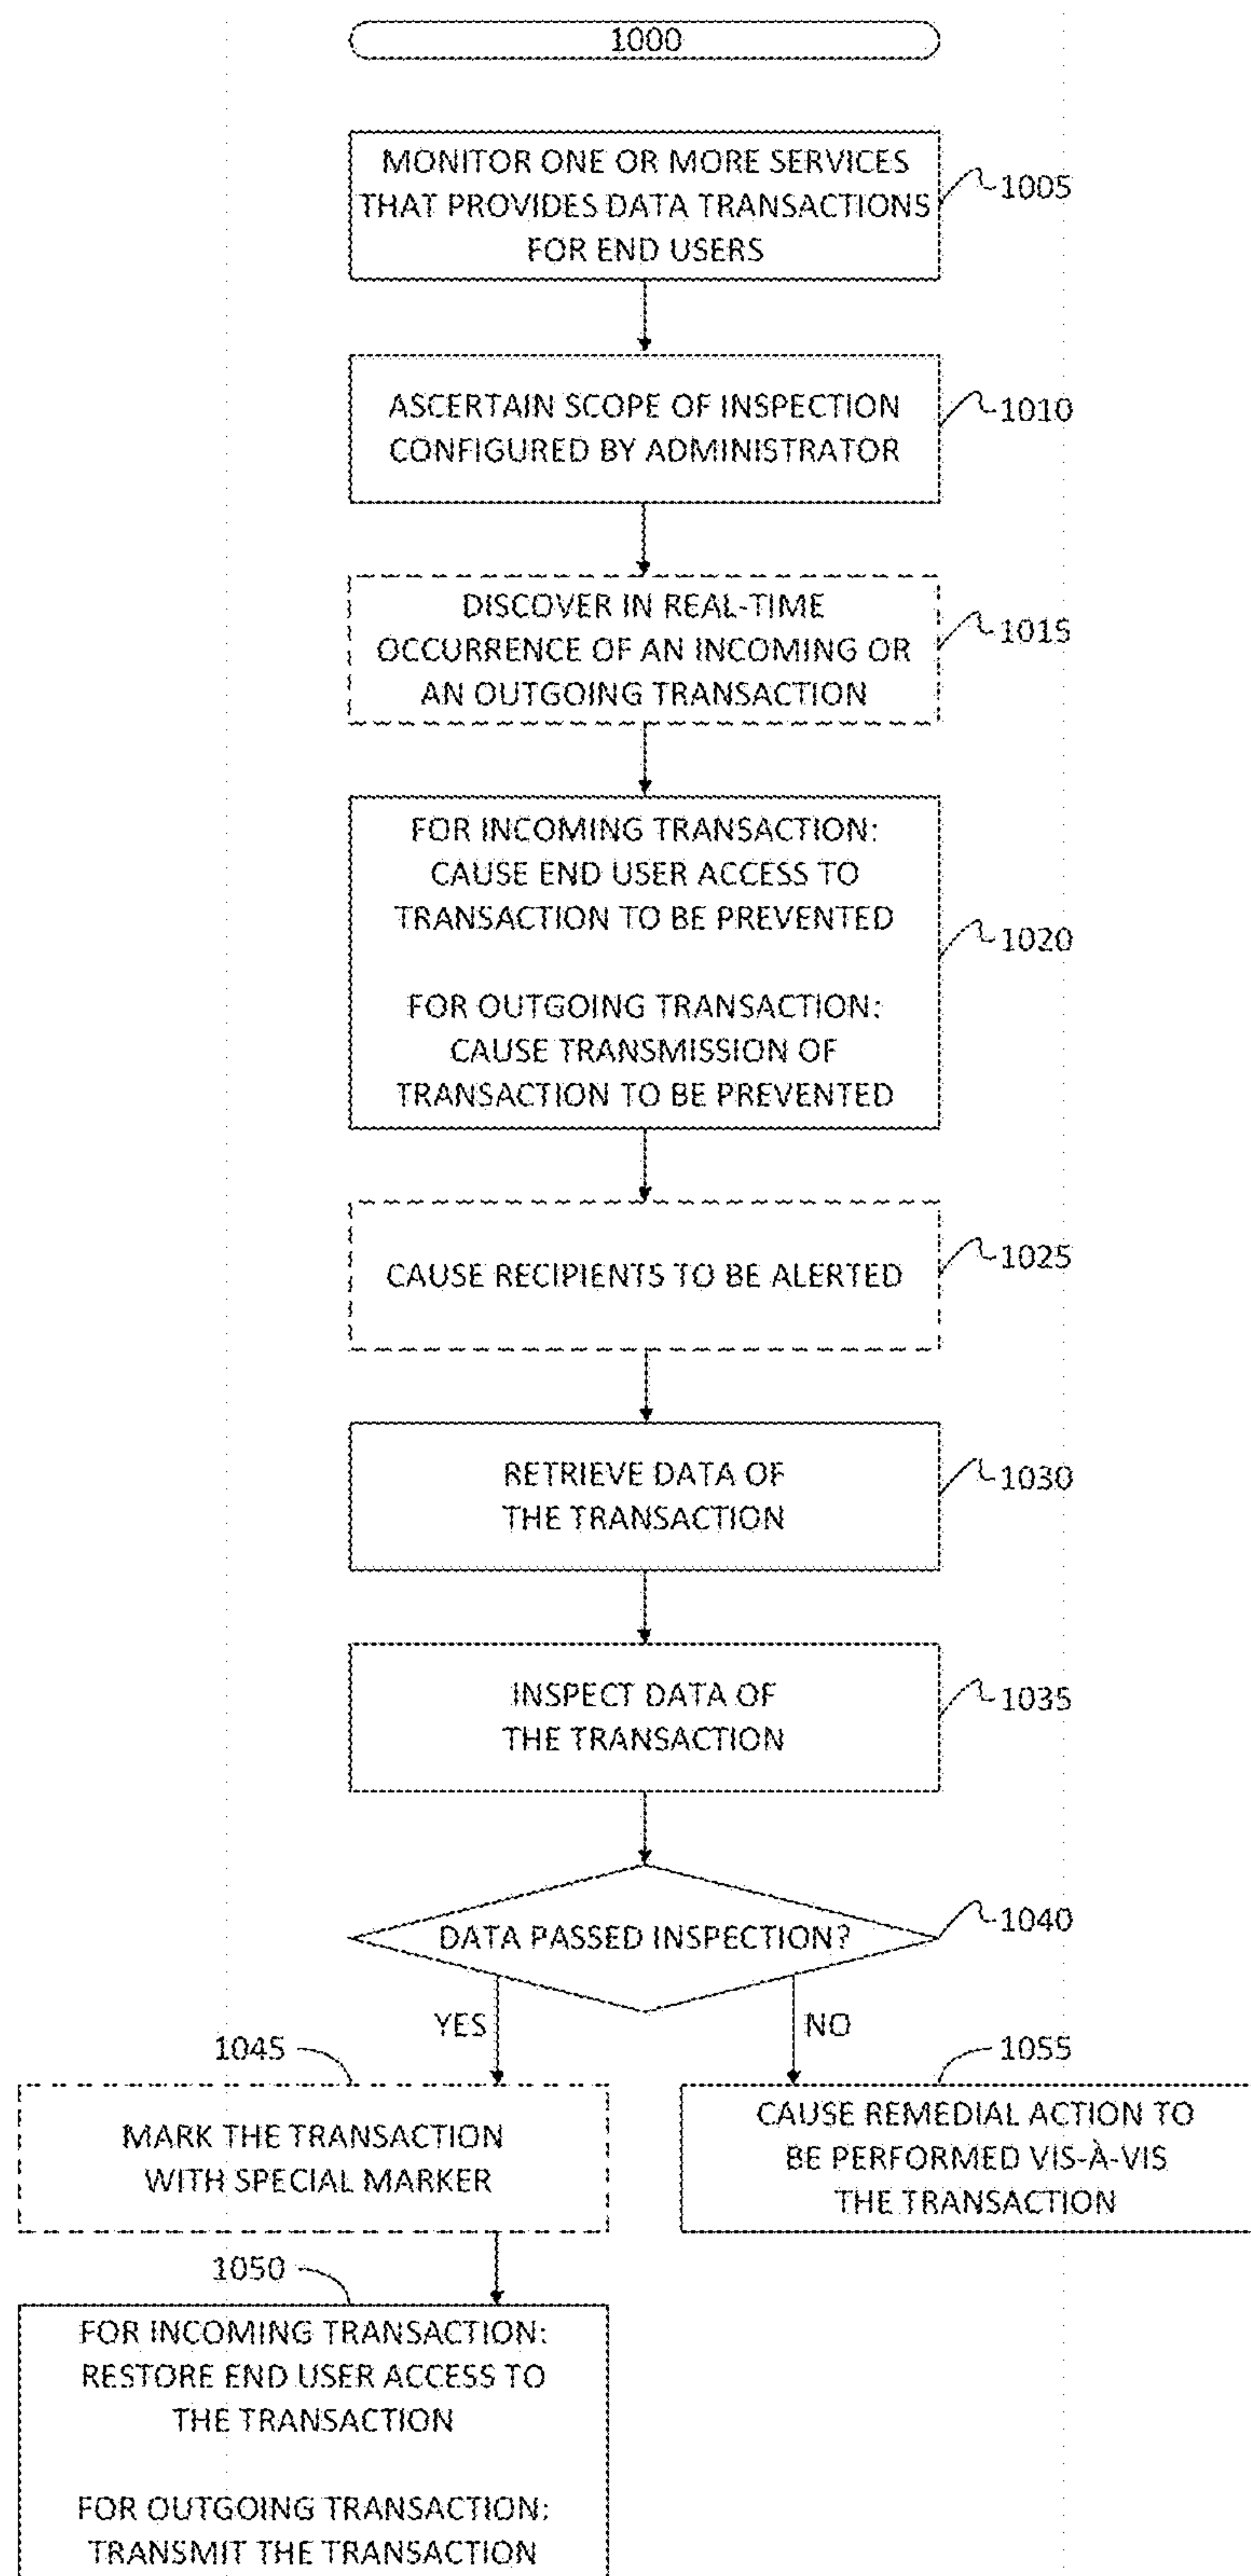 1000
MONITOR ONE OR MORE SERVICES
THAT PROVIDES DATA TRANSACTIONS
FOR END USERS
1005
ASCERTAIN SCOPE OF INSPECTION
CONFIGURED BY ADMINISTRATOR
1010
DISCOVER IN REAL-TIME
OCCURRENCE OF AN INCOMING OR
AN OUTGOING TRANSACTION
1015
FOR INCOMING TRANSACTION:
CAUSE END USER ACCESS TO
TRANSACTION TO BE PREVENTED
FOR OUTGOING TRANSACTION:
CAUSE TRANSMISSION OF
TRANSACTION TO BE PREVENTED
1020
CAUSE RECIPIENTS TO BE ALERTED
1025
RETRIEVE DATA OF
THE TRANSACTION
1030
INSPECT DATA OF
THE TRANSACTION
1035
DATA PASSED INSPECTION?
1040
YES
NO
1045
MARK THE TRANSACTION
WITH SPECIAL MARKER
1055
CAUSE REMEDIAL ACTION TO
BE PERFORMED VIS-À-VIS
THE TRANSACTION
1050
FOR INCOMING TRANSACTION:
RESTORE END USER ACCESS TO
THE TRANSACTION
FOR OUTGOING TRANSACTION:
TRANSMIT THE TRANSACTION